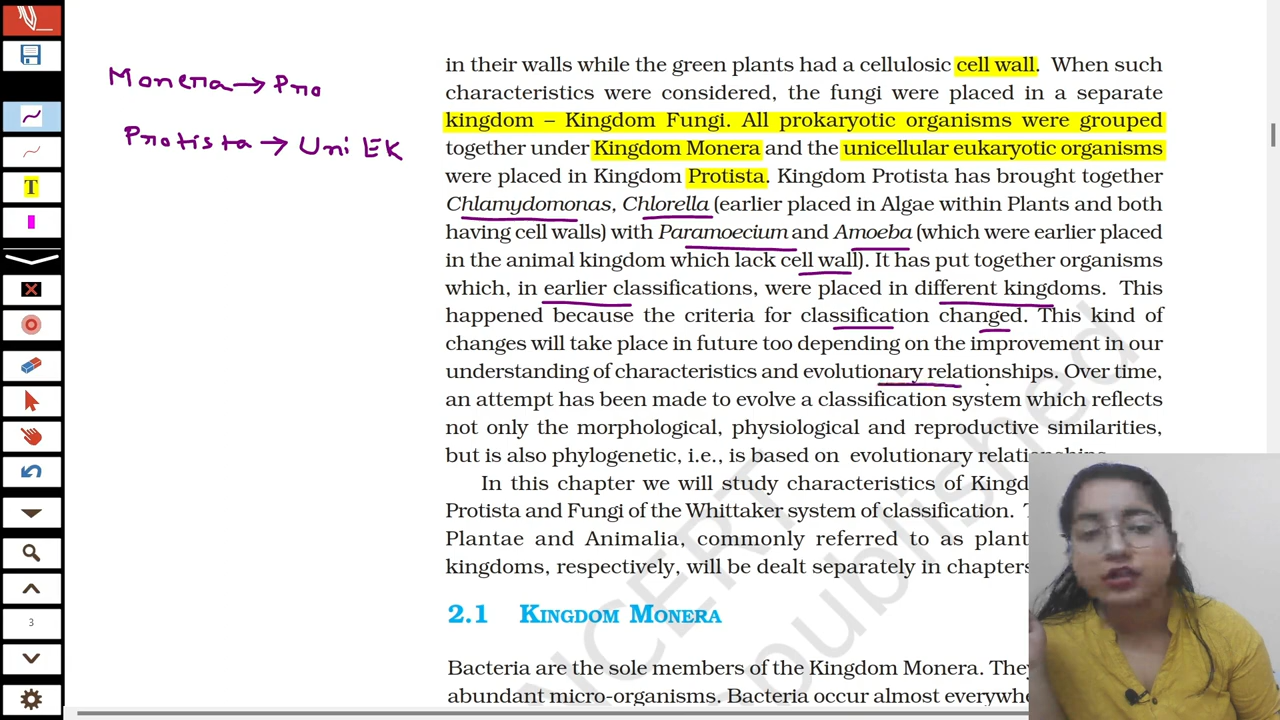 Monera → Pro
Protista → Uni EK
in their walls while the green plants had a cellulosic cell wall. When such
characteristics were considered, the fungi were placed in a separate
kingdom – Kingdom Fungi. All prokaryotic organisms were grouped
together under Kingdom Monera and the unicellular eukaryotic organisms
were placed in Kingdom Protista. Kingdom Protista has brought together
Chlamydomonas, Chlorella (earlier placed in Algae within Plants and both
having cell walls) with Paramoecium and Amoeba (which were earlier placed
in the animal kingdom which lack cell wall). It has put together organisms
which, in earlier classifications, were placed in different kingdoms. This
happened because the criteria for classification changed. This kind of
changes will take place in future too depending on the improvement in our
understanding of characteristics and evolutionary relationships. Over time,
an attempt has been made to evolve a classification system which reflects
not only the morphological, physiological and reproductive similarities,
but is also phylogenetic, i.e., is based on evolutionary relationships.
In this chapter we will study characteristics of
Protista and Fungi of the Whittaker system of classification.
Plantae and Animalia, commonly referred to as plant
kingdoms, respectively, will be dealt separately in chapters
2.1 KINGDOM MONERA
Bacteria are the sole members of the Kingdom Monera. They
abundant micro-organisms. Bacteria occur almost
T
3